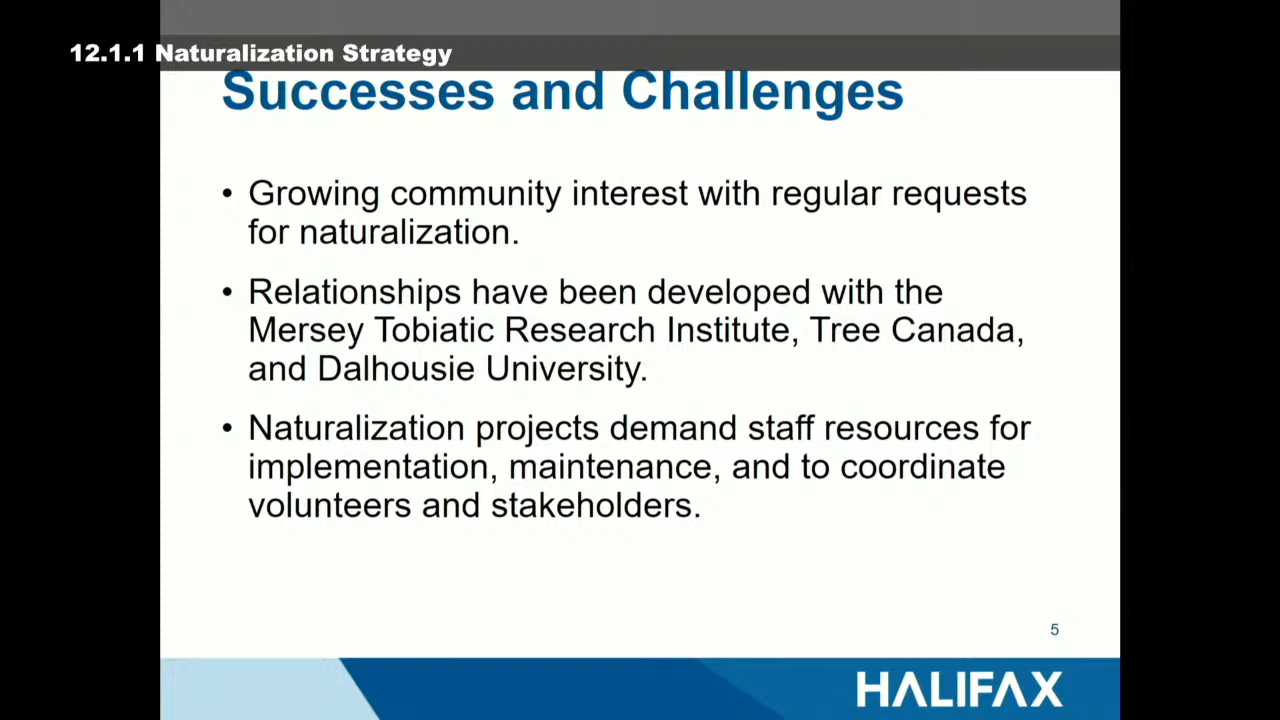 12.1.1 Naturalization Strategy
Successes and Challenges
• Growing community interest with regular requests
for naturalization.
• Relationships have been developed with the
Mersey Tobiatic Research Institute, Tree Canada,
and Dalhousie University.
• Naturalization projects demand staff resources for
implementation, maintenance, and to coordinate
volunteers and stakeholders.
5
HALIFAX